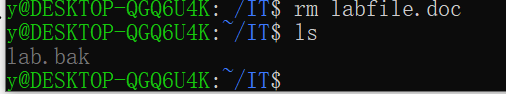 y@DESKTOP-QGQ6U4K:~/IT$ rm labfile.doc
y@DESKTOP-QGQ6U4K:~/IT$ ls
lab.bak
y@DESKTOP-QGQ6U4K:~/IT$